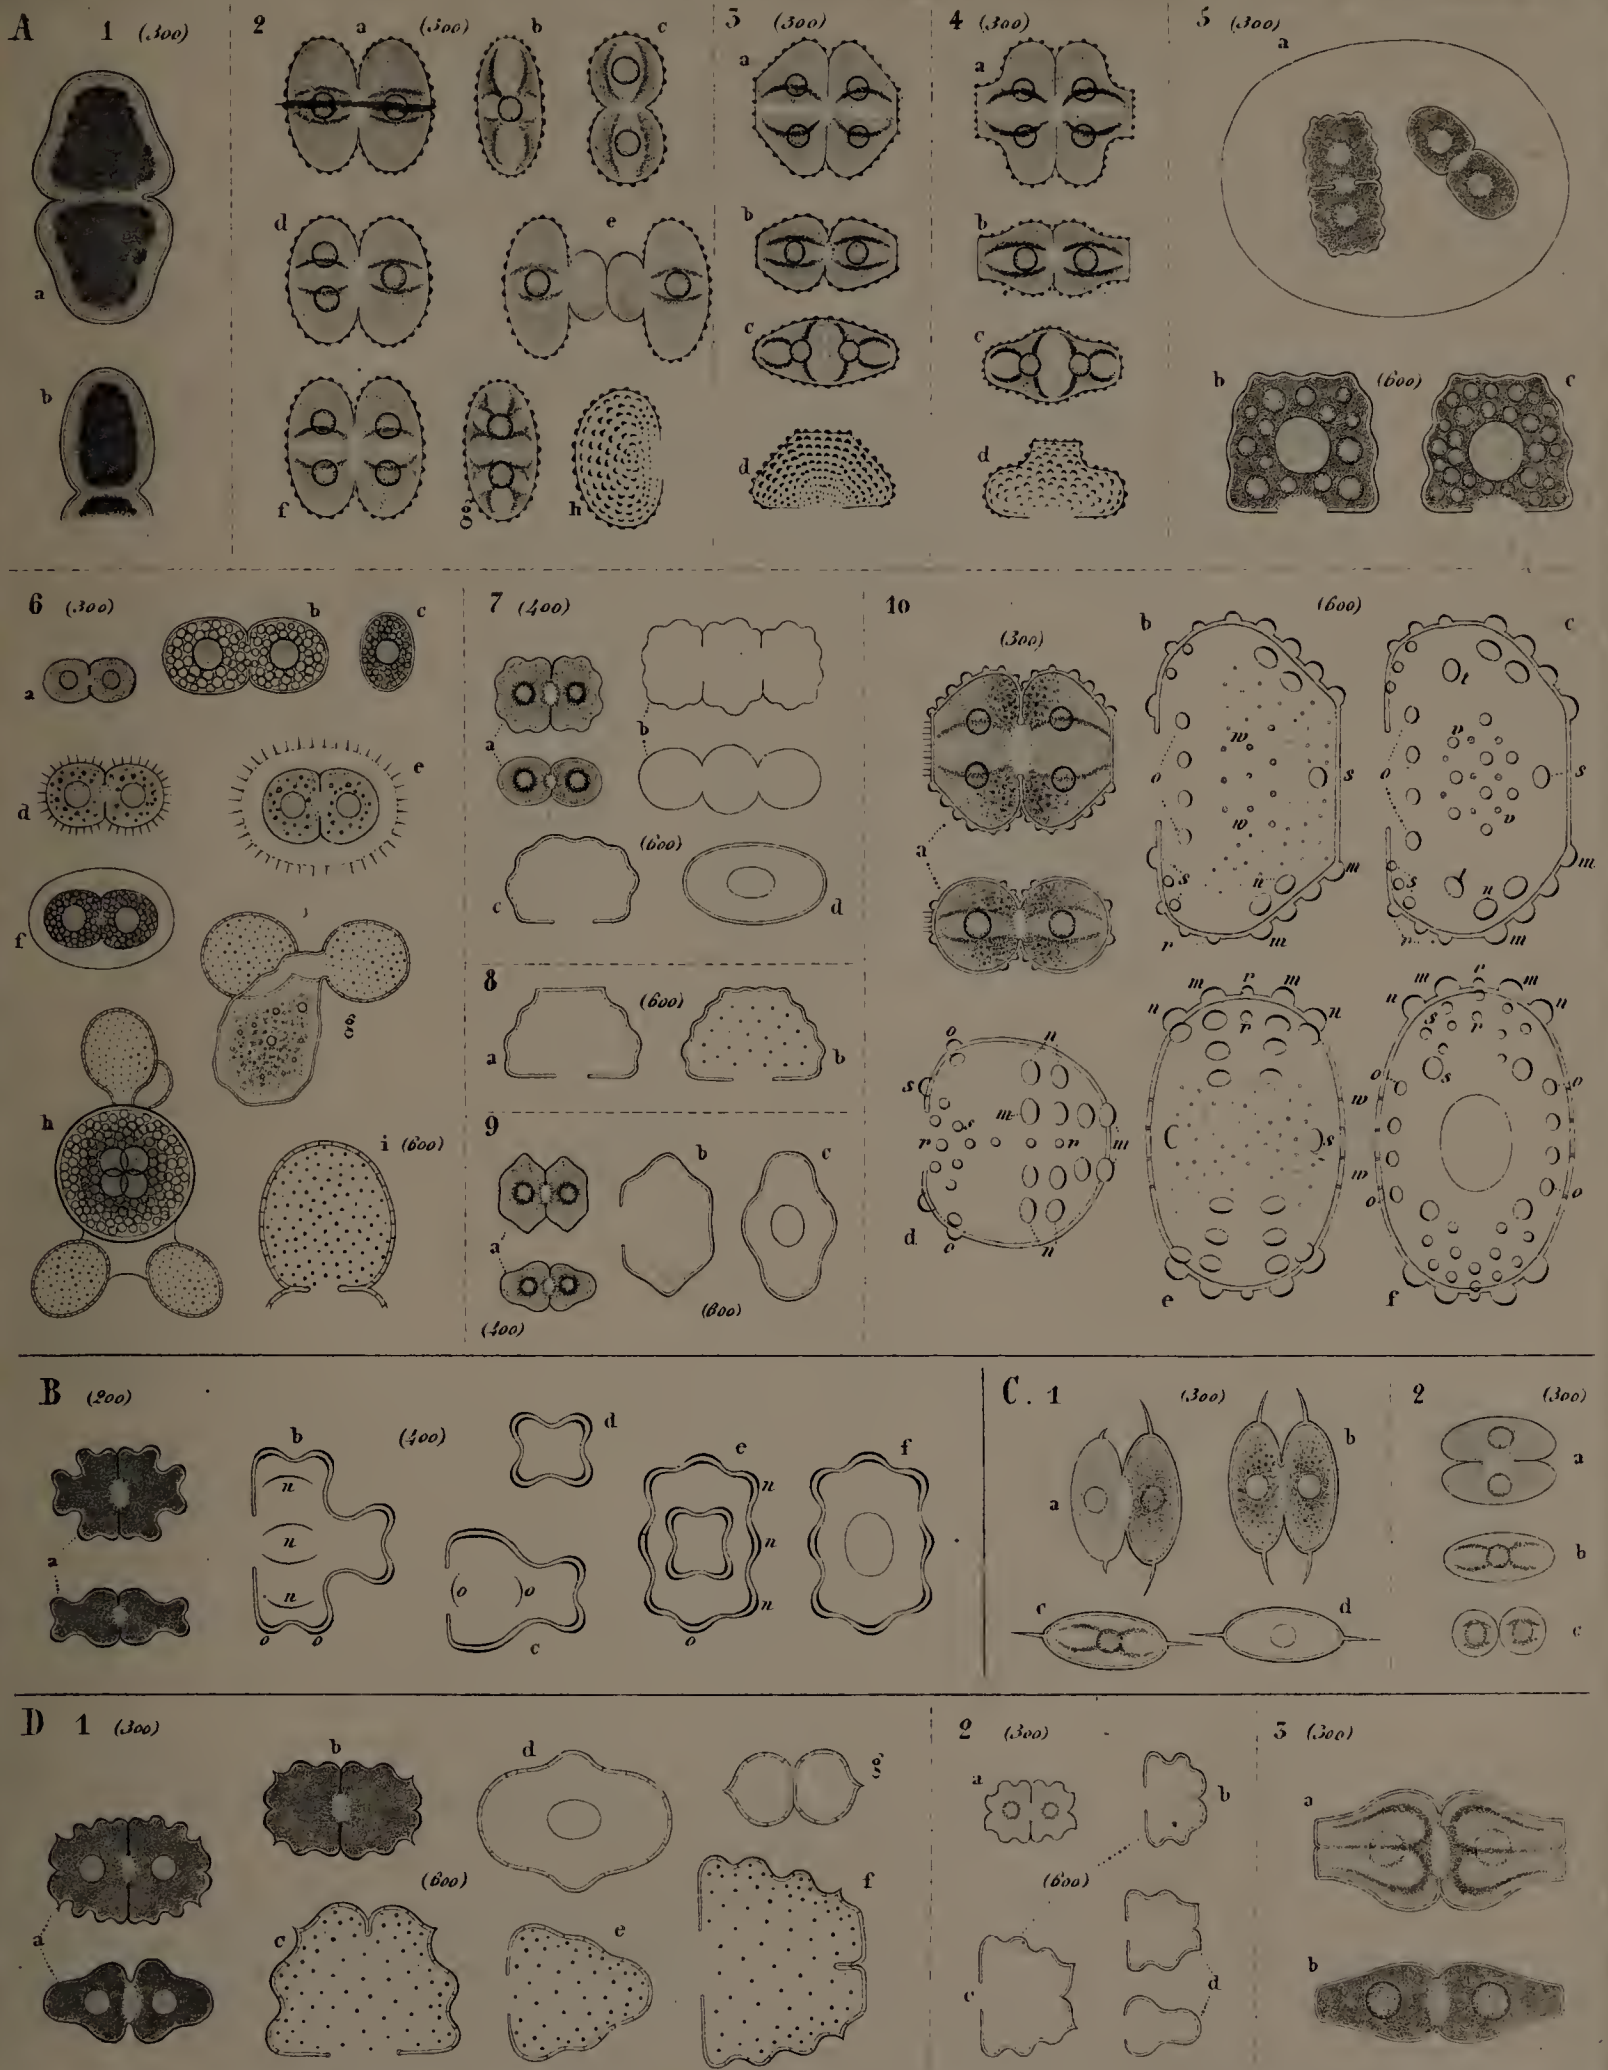 A 1 (300)
a
b
2 a (300) b c
d e
f g h
3 (300)
a
b
c
d
4 (300)
a
b
c
d
5 (300)
a
b (600) c
6 (300) b c
a
d e
f
g
h
i (600)
7 (400)
a
b
c (600) d
8
a (600) b
9
a b c
(600)
(400)
10
(300)
a
(600)
b
w
o s
w
s n m
r m
c
t
v
o s
v
m
s n
r m
o n
s
m
s
r r m
d o n
m r m
n n
r
w
s
w
e
m r m
n n
s r
s
o o
o o
f
B (200)
a
b (400)
n
n
n
o o
d
o o
c
e
n
n
n
o
f
C. 1 (300)
a b
c d
2 (300)
a
b
c
D 1 (300)
a
b
(600)
c
d
e
g
f
2 (300)
a b
(600)
c d
3 (300)
a
b